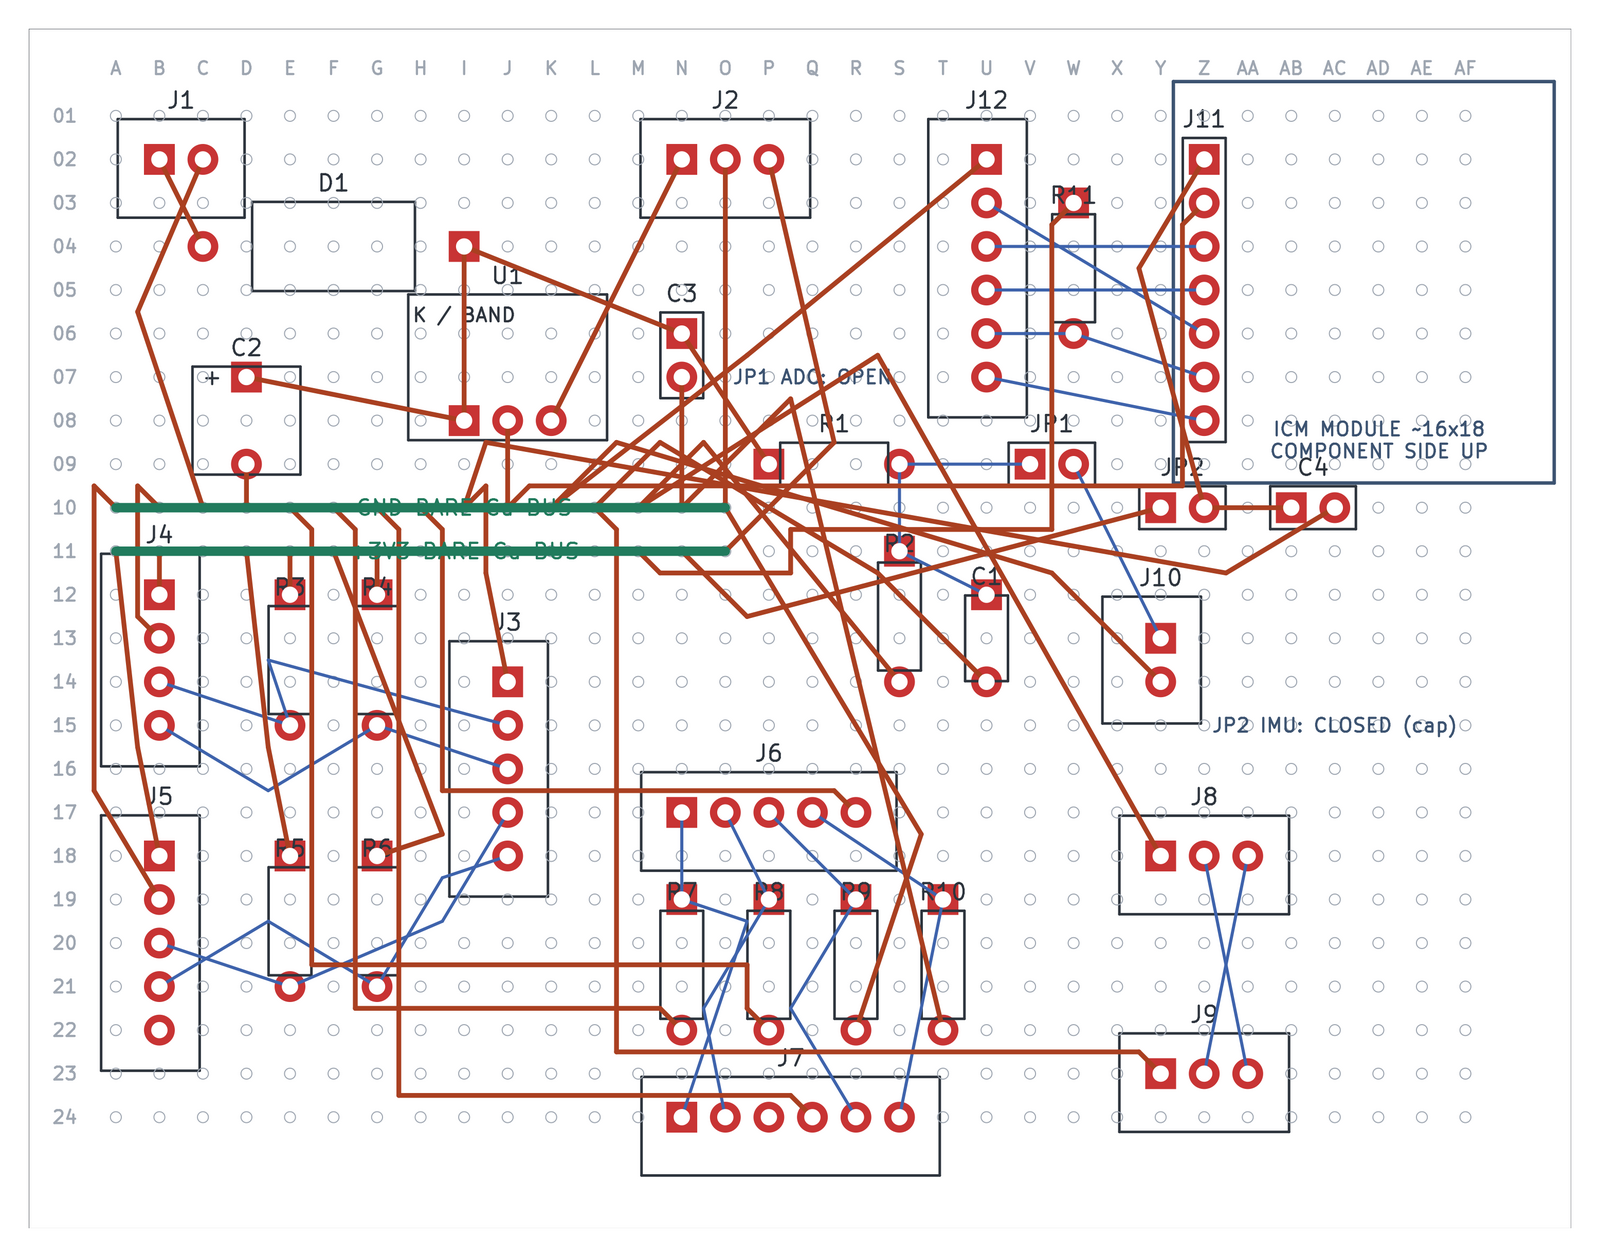 A B C D E F G H I J K L M N O P Q R S T U V W X Y Z AA AB AC AD AE AF
J1 J2 J12
01
J11
02
D1
03 R11
04
U1
05 C3
K / BAND
06
C2
07 + JP1 ADC: OPEN
08 R1 JP1
ICM MODULE ~16x18
COMPONENT SIDE UP
09 JP2 C4
10 GND BARE Cu BUS
J4
11 3V3 BARE Cu BUS R2
C1 J10
12 R3 R4
J3
13
14
15 JP2 IMU: CLOSED (cap)
J6
16
J5 J8
17
18 R5 R6
19 R7 R8 R9 R10
20
21
J9
22
J7
23
24